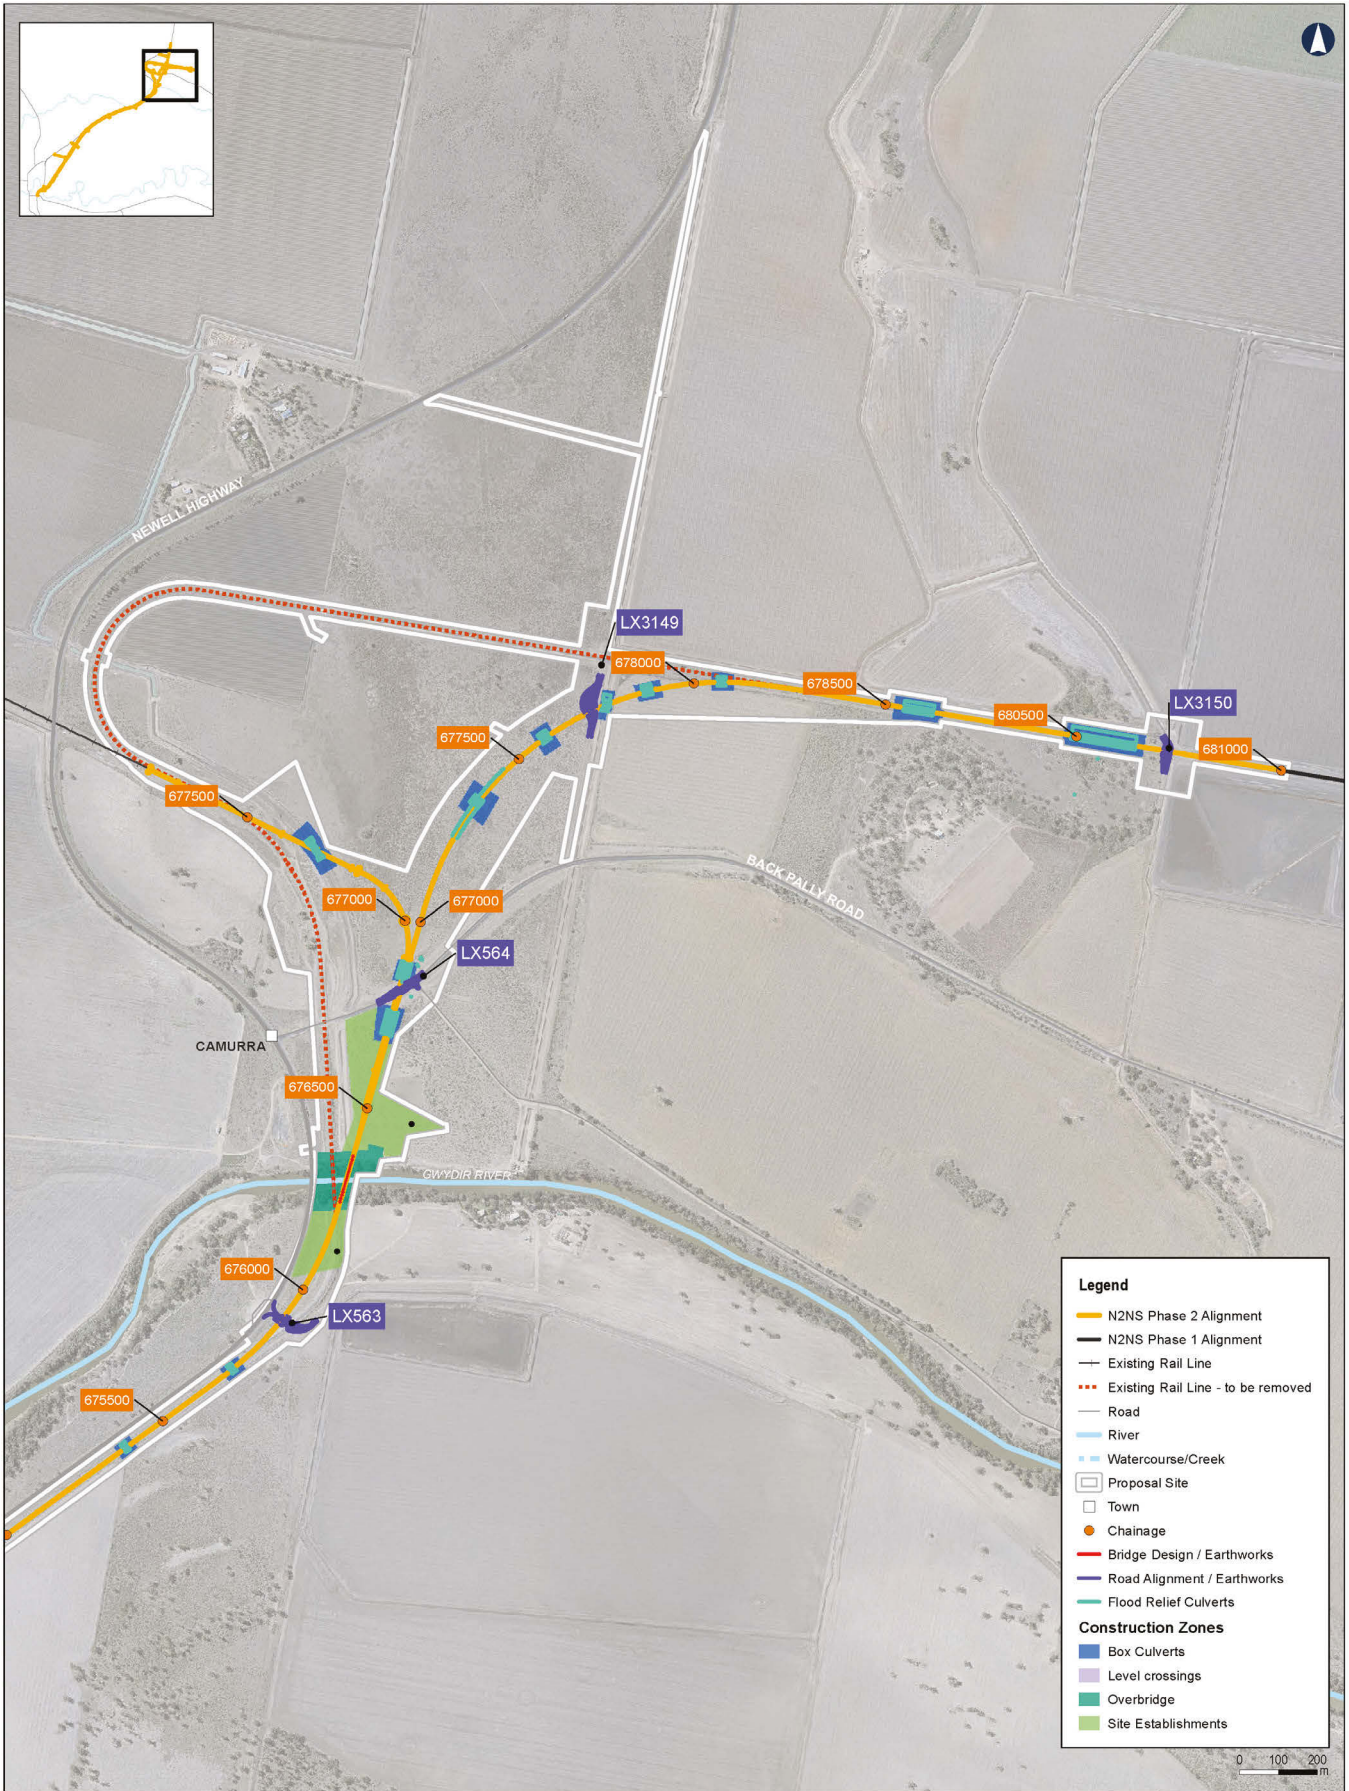 NEWELL HIGHWAY
LX3149
678000
678500
LX3150
680500
677500
681000
677500
BACK PALLY ROAD
677000
677000
LX564
CAMURRA
676500
GWYDIR RIVER
676000
LX563
675500
Legend
N2NS Phase 2 Alignment
N2NS Phase 1 Alignment
Existing Rail Line
Existing Rail Line - to be removed
Road
River
Watercourse/Creek
Proposal Site
Town
Chainage
Bridge Design / Earthworks
Road Alignment / Earthworks
Flood Relief Culverts
Construction Zones
Box Culverts
Level crossings
Overbridge
Site Establishments
0 100 200
m